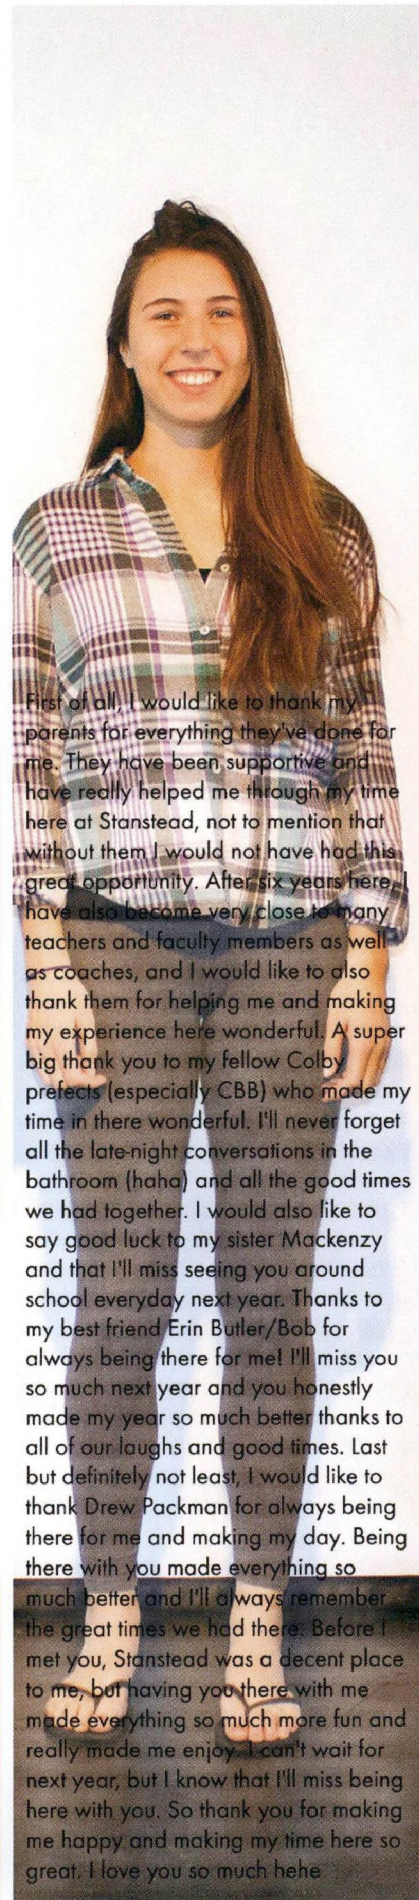 First of all, I would like to thank my
parents for everything they've done for
me. They have been supportive and
have really helped me through my time
here at Stanstead, not to mention that
without them I would not have had this
great opportunity. After six years here, I
have also become very close to many
teachers and faculty members as well
as coaches, and I would like to also
thank them for helping me and making
my experience here wonderful. A super
big thank you to my fellow Colby
prefects (especially CBB) who made my
time in there wonderful. I'll never forget
all the late-night conversations in the
bathroom (haha) and all the good times
we had together. I would also like to
say good luck to my sister Mackenzy
and that I'll miss seeing you around
school everyday next year. Thanks to
my best friend Erin Butler/Bob for
always being there for me! I'll miss you
so much next year and you honestly
made my year so much better thanks to
all of our laughs and good times. Last
but definitely not least, I would like to
thank Drew Packman for always being
there for me and making my day. Being
there with you made everything so
much better and I'll always remember
the great times we had there. Before I
met you, Stanstead was a decent place
to me, but having you there with me
made everything so much more fun and
really made me enjoy. I can't wait for
next year, but I know that I'll miss being
here with you. So thank you for making
me happy and making my time here so
great. I love you so much hehe